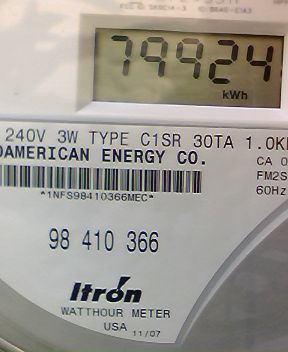 79924
kWh
240V 3W TYPE C1SR 30TA 1.0K
OAMERICAN ENERGY CO.
CA 0
FM2S
60Hz
*1NFS98410366MEC*
98 410 366
Itron
WATTHOUR METER
USA 11/07